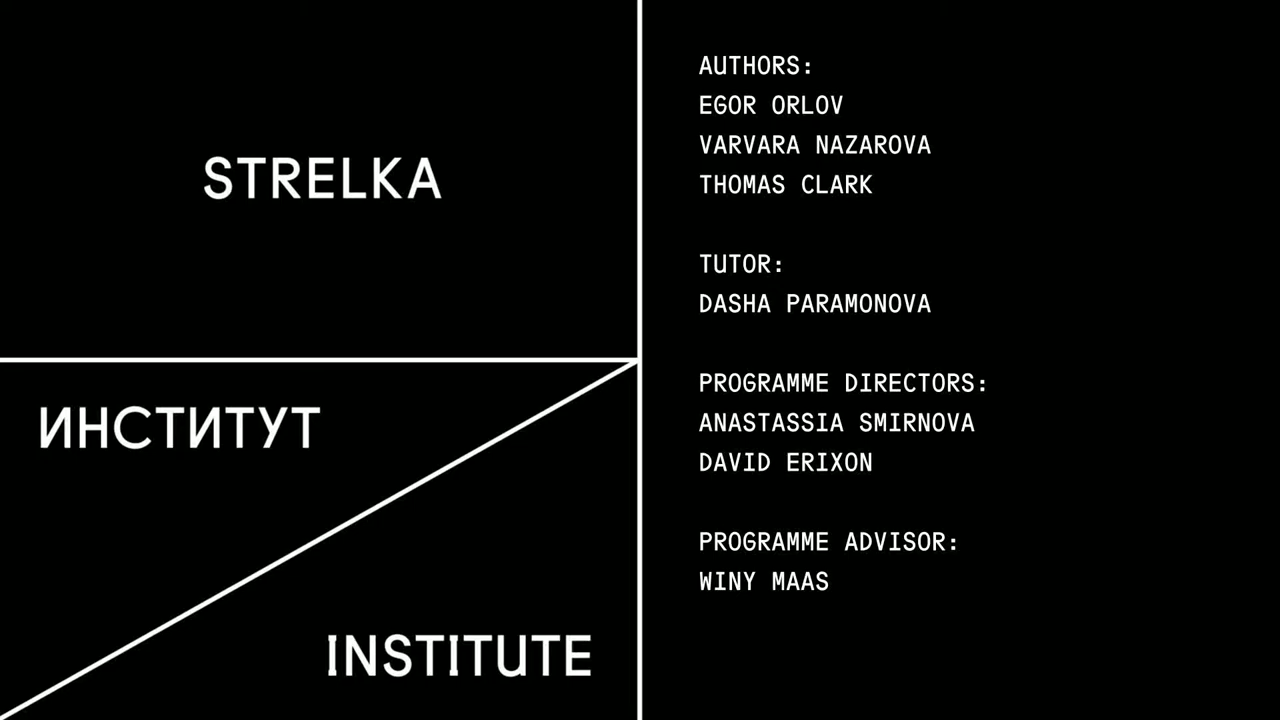 STRELKA
ИНСТИТУТ
INSTITUTE
AUTHORS:
EGOR ORLOV
VARVARA NAZAROVA
THOMAS CLARK
TUTOR:
DASHA PARAMONOVA
PROGRAMME DIRECTORS:
ANASTASSIA SMIRNOVA
DAVID ERIXON
PROGRAMME ADVISOR:
WINY MAAS